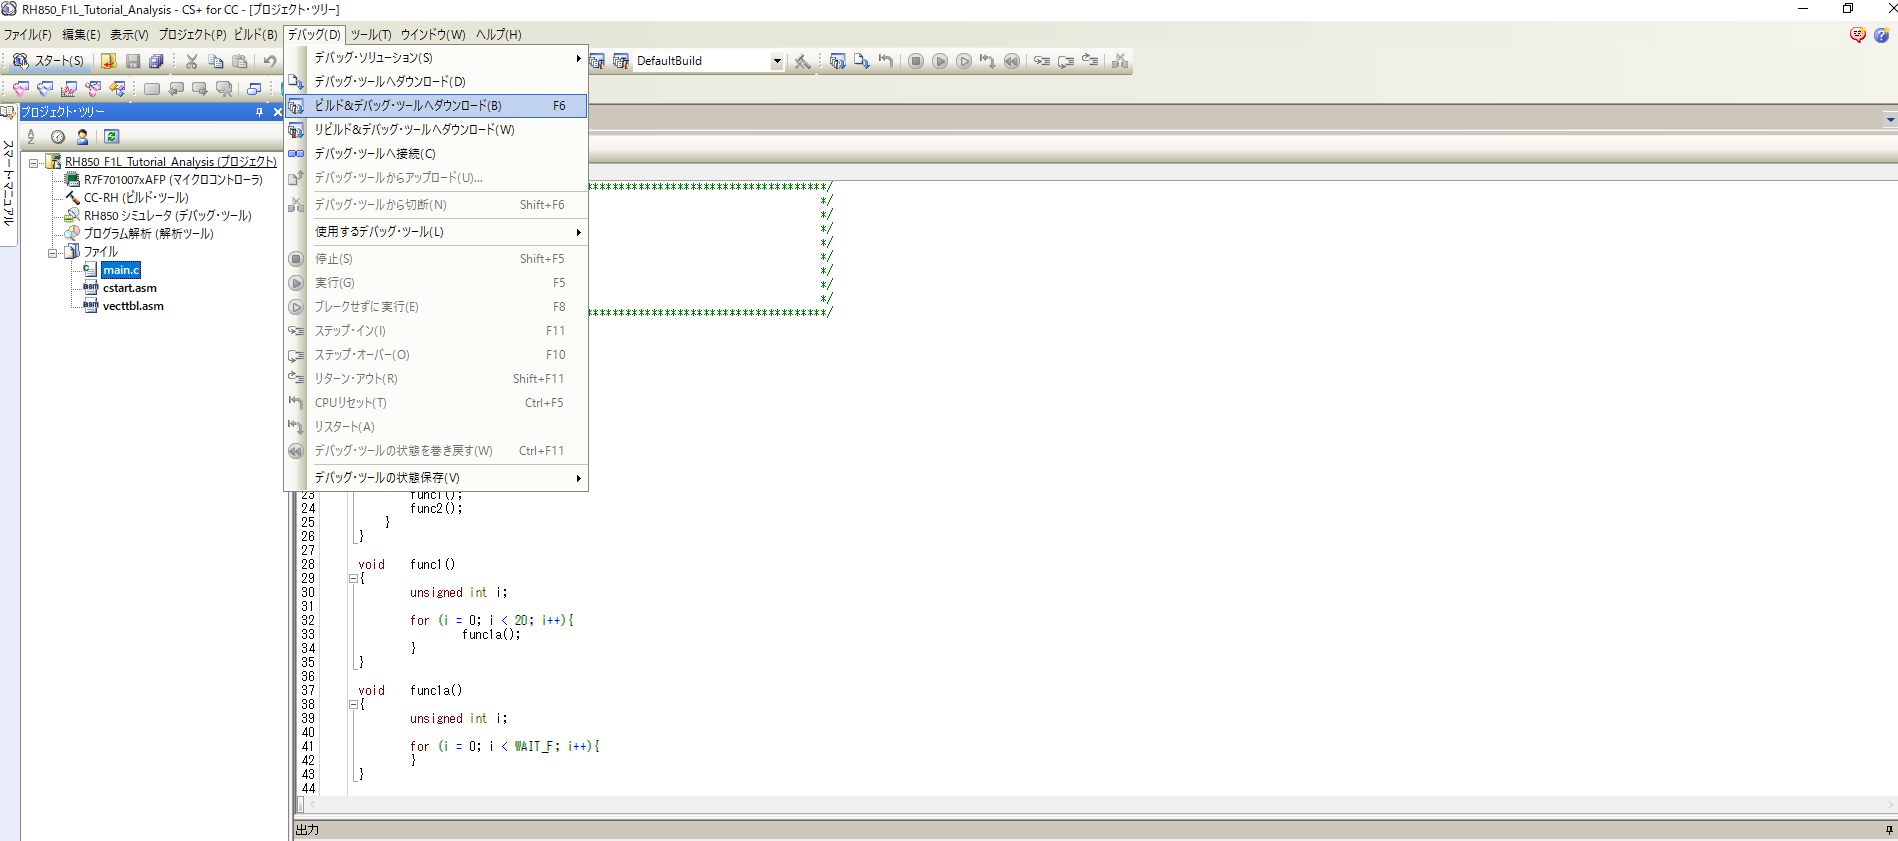 RH850_F1L_Tutorial_Analysis - CS+ for CC - [プロジェクト・ツリー]
ファイル(F) 編集(E) 表示(V) プロジェクト(P) ビルド(B) デバッグ(D) ツール(T) ウインドウ(W) ヘルプ(H)
スタート(S)
DefaultBuild
スマート・マニュアル
プロジェクト・ツリー
RH850_F1L_Tutorial_Analysis (プロジェクト)
R7F701007xAFP (マイクロコントローラ)
CC-RH (ビルド・ツール)
RH850 シミュレータ (デバッグ・ツール)
プログラム解析 (解析ツール)
ファイル
main.c
cstart.asm
vecttbl.asm
デバッグ・ソリューション(S)
デバッグ・ツールへダウンロード(D)
ビルド&デバッグ・ツールへダウンロード(B) F6
リビルド&デバッグ・ツールへダウンロード(W)
デバッグ・ツールへ接続(C)
デバッグ・ツールからアップロード(U)...
デバッグ・ツールから切断(N) Shift+F6
使用するデバッグ・ツール(L)
停止(S) Shift+F5
実行(G) F5
ブレークせずに実行(E) F8
ステップ・イン(I) F11
ステップ・オーバー(O) F10
リターン・アウト(R) Shift+F11
CPUリセット(T) Ctrl+F5
リスタート(A)
デバッグ・ツールの状態を巻き戻す(W) Ctrl+F11
デバッグ・ツールの状態保存(V)
*/
*/
*/
*/
*/
*/
*/
*/
23 func1();
24 func2();
25 }
26 }
27
28 void func1()
29 {
30 unsigned int i;
31
32 for (i = 0; i < 20; i++){
33 func1a();
34 }
35 }
36
37 void func1a()
38 {
39 unsigned int i;
40
41 for (i = 0; i < WAIT_F; i++){
42 }
43 }
44
出力